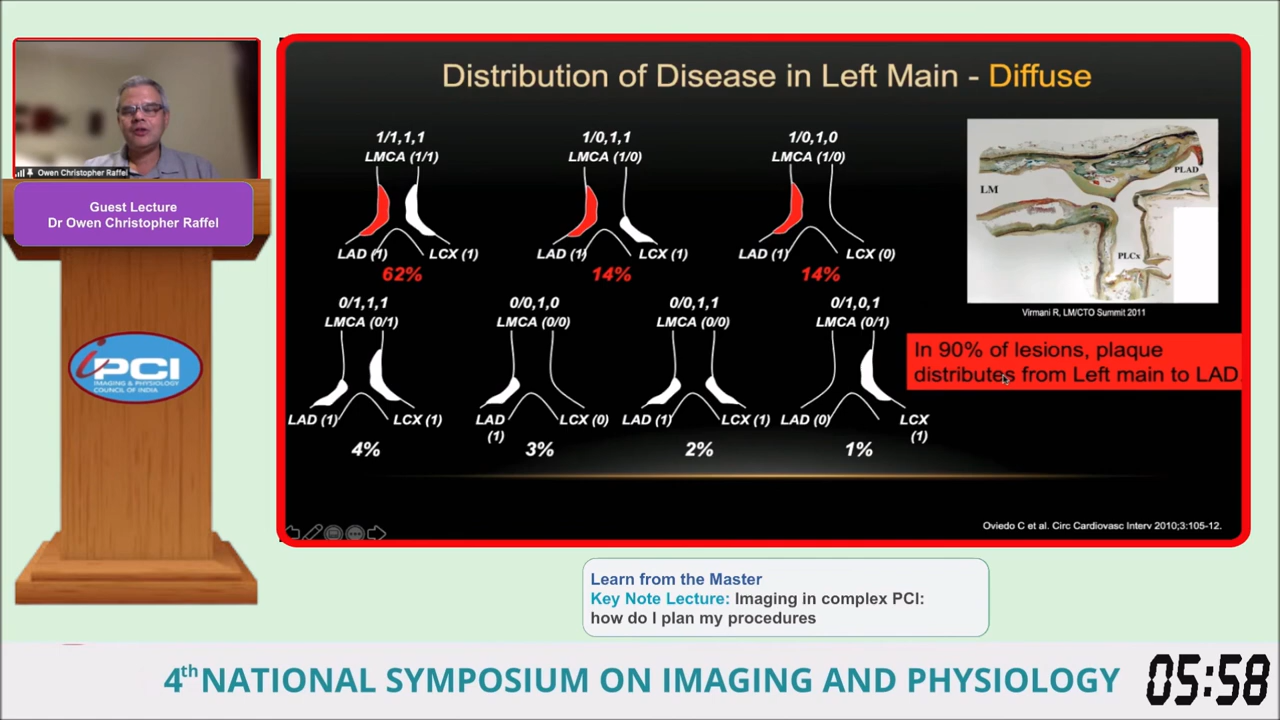 Owen Christopher Raffel
Guest Lecture
Dr Owen Christopher Raffel
iPCI
IMAGING & PHYSIOLOGY
COUNCIL OF INDIA
Distribution of Disease in Left Main - Diffuse
1/1,1,1
LMCA (1/1)
LAD (1)
LCX (1)
62%
1/0,1,1
LMCA (1/0)
LAD (1)
LCX (1)
14%
1/0,1,0
LMCA (1/0)
LAD (1)
LCX (0)
14%
LM
PLAD
PLCx
Virmani R, LM/CTO Summit 2011
0/1,1,1
LMCA (0/1)
LAD (1)
LCX (1)
4%
0/0,1,0
LMCA (0/0)
LAD
(1)
LCX (0)
3%
0/0,1,1
LMCA (0/0)
LAD (1)
LCX (1)
2%
0/1,0,1
LMCA (0/1)
LAD (0)
LCX
(1)
1%
In 90% of lesions, plaque
distributes from Left main to LAD
Oviedo C et al. Circ Cardiovasc Interv 2010;3:105-12.
Learn from the Master
Key Note Lecture: Imaging in complex PCI:
how do I plan my procedures
4th NATIONAL SYMPOSIUM ON IMAGING AND PHYSIOLOGY
05:58